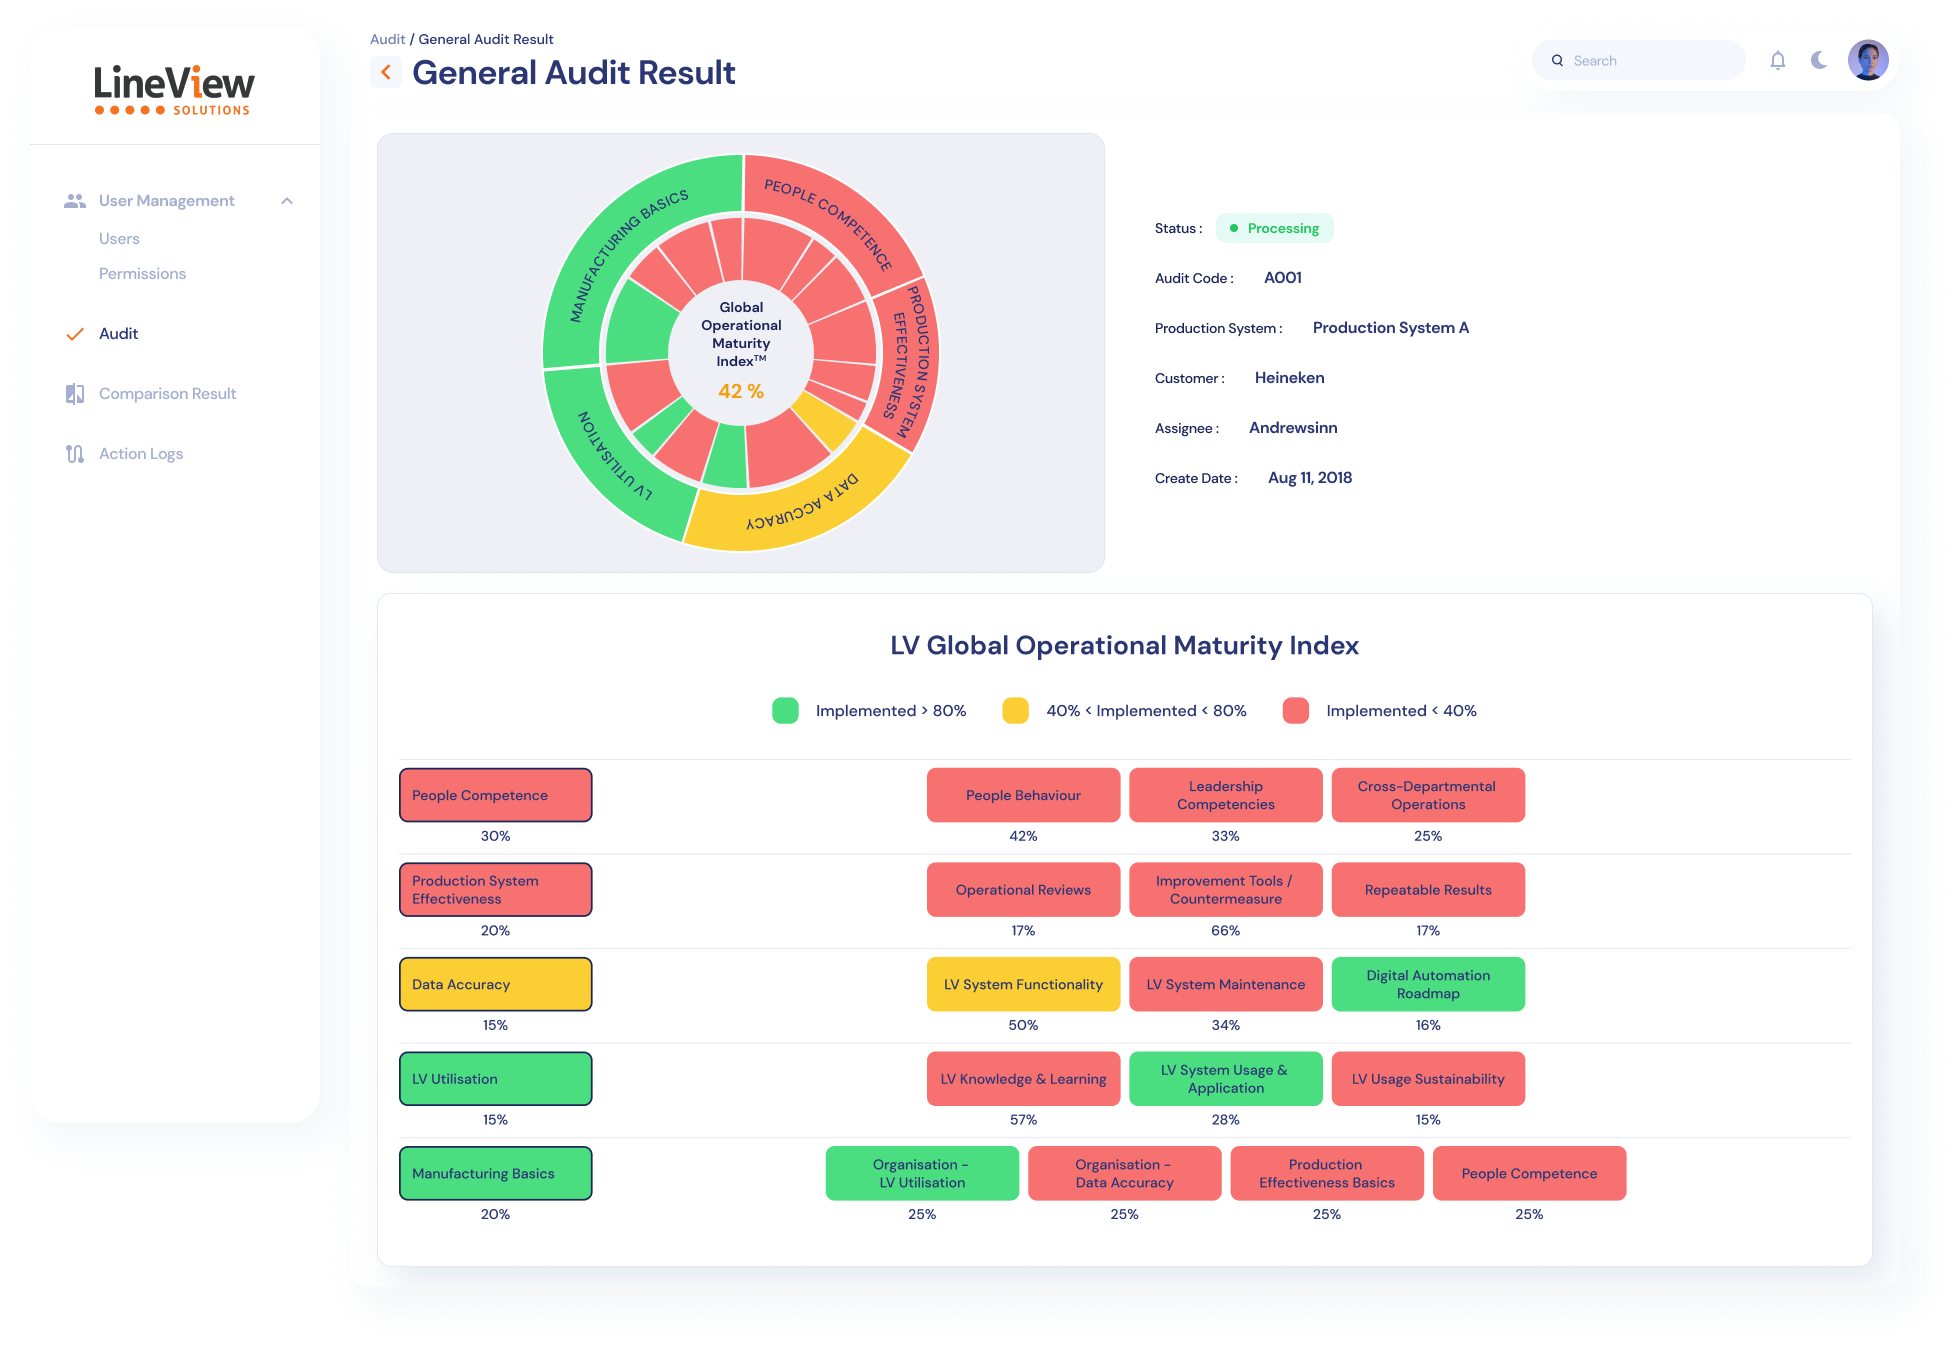 LineView
SOLUTIONS
User Management
Users
Permissions
Audit
Comparison Result
Action Logs
Audit / General Audit Result
General Audit Result
Search
MANUFACTURING BASICS
PEOPLE COMPETENCE
PRODUCTION SYSTEM
EFFECTIVENESS
DATA ACCURACY
LV UTILISATION
Global
Operational
Maturity
Index™
42 %
Status : Processing
Audit Code : A001
Production System : Production System A
Customer : Heineken
Assignee : Andrewsinn
Create Date : Aug 11, 2018
LV Global Operational Maturity Index
Implemented > 80%
40% < Implemented < 80%
Implemented < 40%
People Competence
30%
People Behaviour
42%
Leadership
Competencies
33%
Cross-Departmental
Operations
25%
Production System
Effectiveness
20%
Operational Reviews
17%
Improvement Tools /
Countermeasure
66%
Repeatable Results
17%
Data Accuracy
15%
LV System Functionality
50%
LV System Maintenance
34%
Digital Automation
Roadmap
16%
LV Utilisation
15%
LV Knowledge & Learning
57%
LV System Usage &
Application
28%
LV Usage Sustainability
15%
Manufacturing Basics
20%
Organisation -
LV Utilisation
25%
Organisation -
Data Accuracy
25%
Production
Effectiveness Basics
25%
People Competence
25%